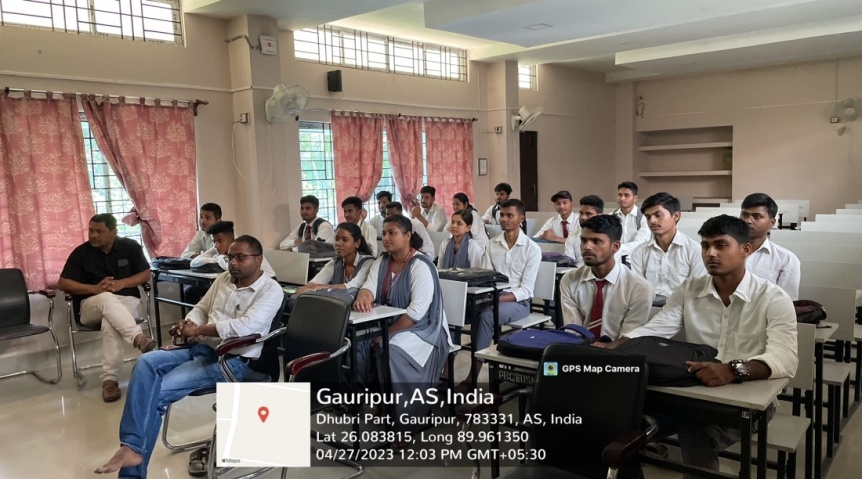 GPS Map Camera
Gauripur,AS,India
Dhubri Part, Gauripur, 783331, AS, India
Lat 26.083815, Long 89.961350
04/27/2023 12:03 PM GMT+05:30
Maps